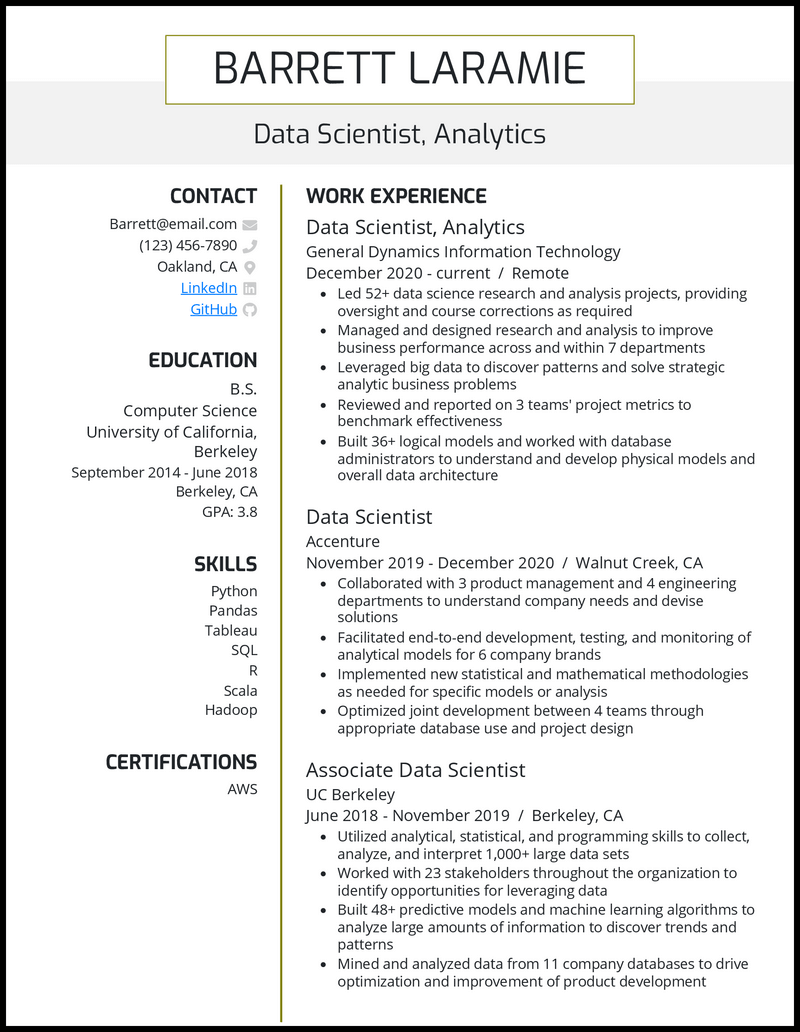 BARRETT LARAMIE
Data Scientist, Analytics
CONTACT
Barrett@email.com
(123) 456-7890
Oakland, CA
LinkedIn
GitHub
EDUCATION
B.S.
Computer Science
University of California,
Berkeley
September 2014 - June 2018
Berkeley, CA
GPA: 3.8
SKILLS
Python
Pandas
Tableau
SQL
R
Scala
Hadoop
CERTIFICATIONS
AWS
WORK EXPERIENCE
Data Scientist, Analytics
General Dynamics Information Technology
December 2020 - current / Remote
• Led 52+ data science research and analysis projects, providing
oversight and course corrections as required
• Managed and designed research and analysis to improve
business performance across and within 7 departments
• Leveraged big data to discover patterns and solve strategic
analytic business problems
• Reviewed and reported on 3 teams' project metrics to
benchmark effectiveness
• Built 36+ logical models and worked with database
administrators to understand and develop physical models and
overall data architecture
Data Scientist
Accenture
November 2019 - December 2020 / Walnut Creek, CA
• Collaborated with 3 product management and 4 engineering
departments to understand company needs and devise
solutions
• Facilitated end-to-end development, testing, and monitoring of
analytical models for 6 company brands
• Implemented new statistical and mathematical methodologies
as needed for specific models or analysis
• Optimized joint development between 4 teams through
appropriate database use and project design
Associate Data Scientist
UC Berkeley
June 2018 - November 2019 / Berkeley, CA
• Utilized analytical, statistical, and programming skills to collect,
analyze, and interpret 1,000+ large data sets
• Worked with 23 stakeholders throughout the organization to
identify opportunities for leveraging data
• Built 48+ predictive models and machine learning algorithms to
analyze large amounts of information to discover trends and
patterns
• Mined and analyzed data from 11 company databases to drive
optimization and improvement of product development